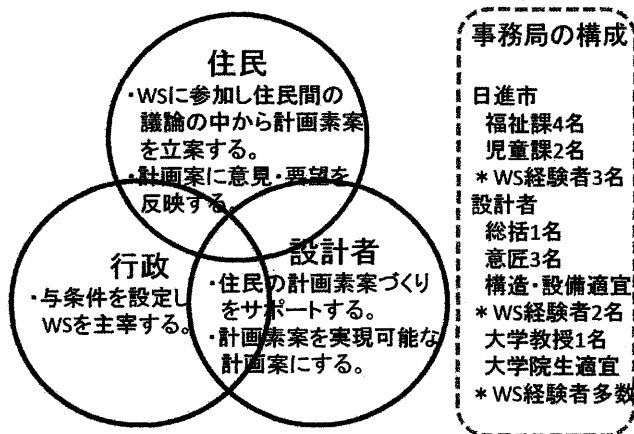 住民
・WSに参加し住民間の
議論の中から計画素案
を立案する。
・計画案に意見・要望を
反映する。
行政
・与条件を設定し
WSを主宰する。
設計者
・住民の計画素案づくり
をサポートする。
・計画素案を実現可能な
計画案にする。
事務局の構成
日進市
福祉課4名
児童課2名
*WS経験者3名
設計者
総括1名
意匠3名
構造・設備適宜
*WS経験者2名
大学教授1名
大学院生適宜
*WS経験者多数